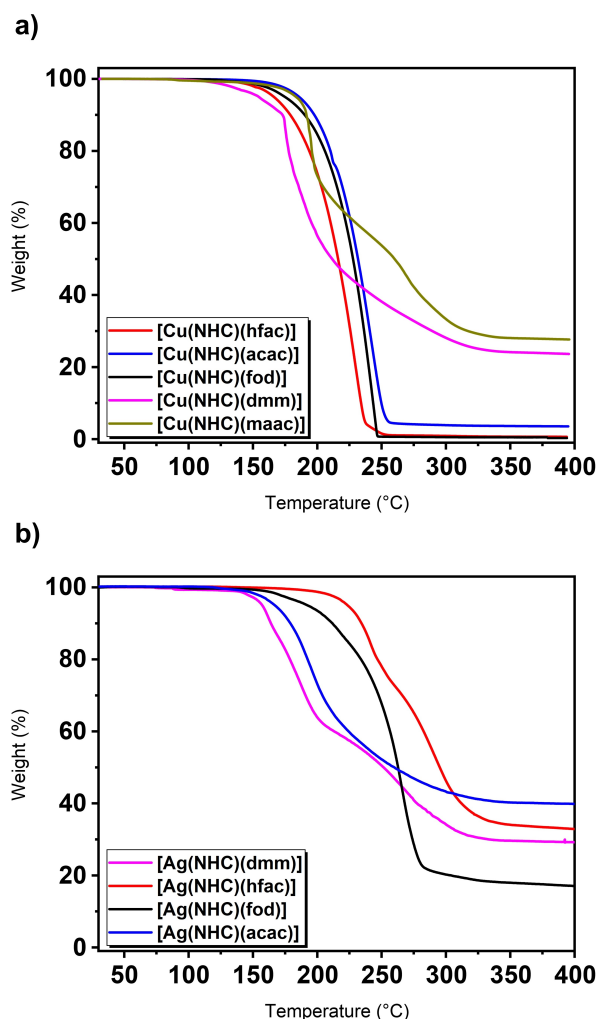 a)
100
80
60
40
20
0
Weight (%)
[Cu(NHC)(hfac)]
[Cu(NHC)(acac)]
[Cu(NHC)(fod)]
[Cu(NHC)(dmm)]
[Cu(NHC)(maac)]
50 100 150 200 250 300 350 400
Temperature (°C)
b)
100
80
60
40
20
0
Weight (%)
[Ag(NHC)(dmm)]
[Ag(NHC)(hfac)]
[Ag(NHC)(fod)]
[Ag(NHC)(acac)]
50 100 150 200 250 300 350 400
Temperature (°C)